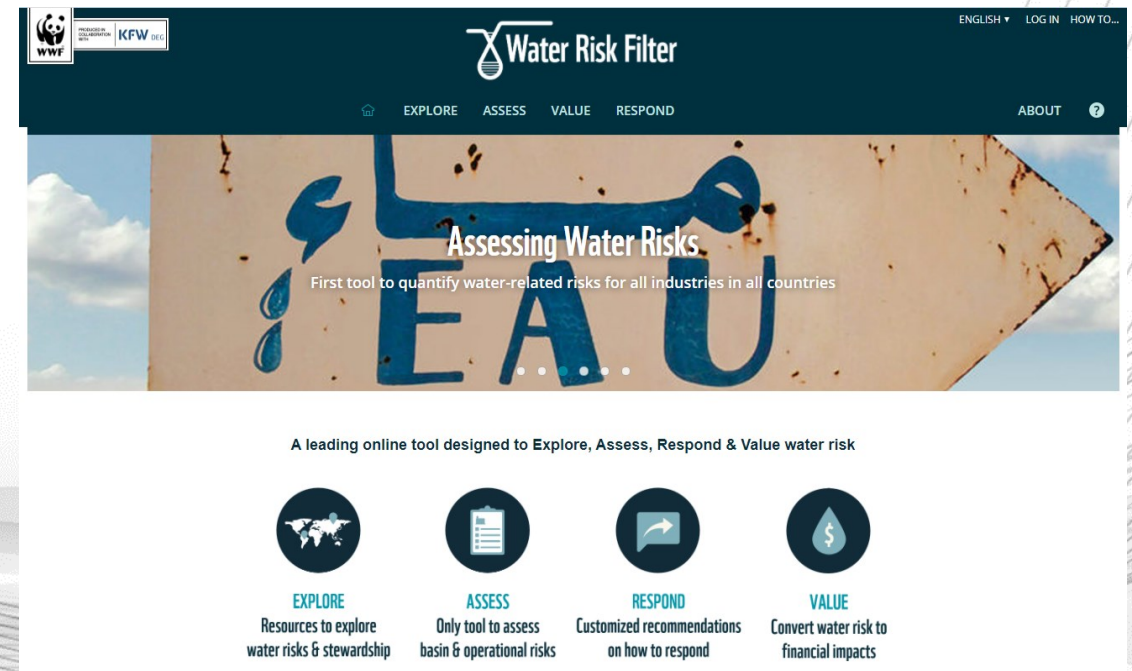 WWF
PRODUCED IN
COLLABORATION
WITH
KFW DEG
Water Risk Filter
ENGLISH ▾ LOG IN HOW TO...
EXPLORE ASSESS VALUE RESPOND ABOUT ?
ماء
Assessing Water Risks
First tool to quantify water-related risks for all industries in all countries
EAU
A leading online tool designed to Explore, Assess, Respond & Value water risk
$
EXPLORE
Resources to explore
water risks & stewardship
ASSESS
Only tool to assess
basin & operational risks
RESPOND
Customized recommendations
on how to respond
VALUE
Convert water risk to
financial impacts